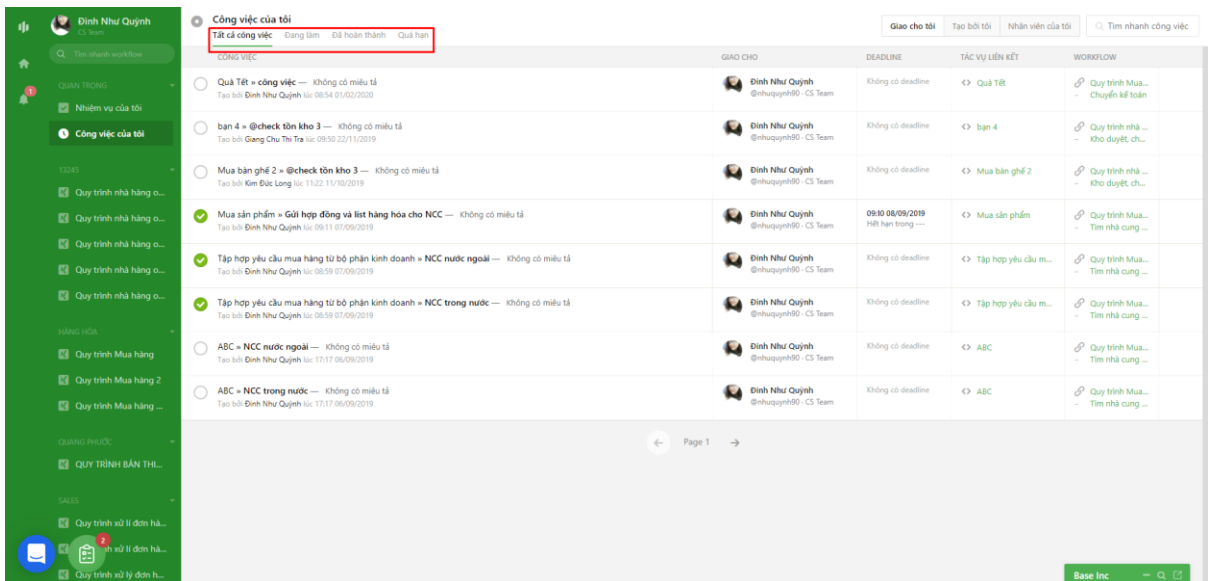 Đinh Như Quỳnh
CS Team
Tìm nhanh workflow
1
QUAN TRỌNG
Nhiệm vụ của tôi
Công việc của tôi
13245
Quy trình nhà hàng o...
Quy trình nhà hàng o...
Quy trình nhà hàng o...
Quy trình nhà hàng o...
Quy trình nhà hàng o...
HÀNG HÓA
Quy trình Mua hàng
Quy trình Mua hàng 2
Quy trình Mua hàng ...
QUANG PHƯỚC
QUY TRÌNH BÁN THI...
SALES
Quy trình xử lí đơn hà...
2
nh xử lí đơn hà...
Quy trình xử lý đơn h...
Công việc của tôi
Tất cả công việc Đang làm Đã hoàn thành Quá hạn
Giao cho tôi Tạo bởi tôi Nhân viên của tôi Tìm nhanh công việc
CÔNG VIỆC GIAO CHO DEADLINE TÁC VỤ LIÊN KẾT WORKFLOW
Quà Tết » công việc — Không có miêu tả Đinh Như Quỳnh Không có deadline <> Quà Tết Quy trình Mua...
Tạo bởi Đinh Như Quỳnh lúc 08:54 01/02/2020 @nhuquynh90 - CS Team – Chuyển kế toán
bạn 4 » @check tồn kho 3 — Không có miêu tả Đinh Như Quỳnh Không có deadline <> bạn 4 Quy trình nhà ...
Tạo bởi Giang Chu Thi Tra lúc 09:50 22/11/2019 @nhuquynh90 - CS Team – Kho duyệt, ch...
Mua bàn ghế 2 » @check tồn kho 3 — Không có miêu tả Đinh Như Quỳnh Không có deadline <> Mua bàn ghế 2 Quy trình nhà ...
Tạo bởi Kim Đức Long lúc 11:22 11/10/2019 @nhuquynh90 - CS Team – Kho duyệt, ch...
Mua sản phẩm » Gửi hợp đồng và list hàng hóa cho NCC — Không có miêu tả Đinh Như Quỳnh 09:10 08/09/2019 <> Mua sản phẩm Quy trình Mua...
Tạo bởi Đinh Như Quỳnh lúc 09:11 07/09/2019 @nhuquynh90 - CS Team Hết hạn trong --- – Tìm nhà cung ...
Tập hợp yêu cầu mua hàng từ bộ phận kinh doanh » NCC nước ngoài — Không có miêu tả Đinh Như Quỳnh Không có deadline <> Tập hợp yêu cầu m... Quy trình Mua...
Tạo bởi Đinh Như Quỳnh lúc 08:59 07/09/2019 @nhuquynh90 - CS Team – Tìm nhà cung ...
Tập hợp yêu cầu mua hàng từ bộ phận kinh doanh » NCC trong nước — Không có miêu tả Đinh Như Quỳnh Không có deadline <> Tập hợp yêu cầu m... Quy trình Mua...
Tạo bởi Đinh Như Quỳnh lúc 08:59 07/09/2019 @nhuquynh90 - CS Team – Tìm nhà cung ...
ABC » NCC nước ngoài — Không có miêu tả Đinh Như Quỳnh Không có deadline <> ABC Quy trình Mua...
Tạo bởi Đinh Như Quỳnh lúc 17:17 06/09/2019 @nhuquynh90 - CS Team – Tìm nhà cung ...
ABC » NCC trong nước — Không có miêu tả Đinh Như Quỳnh Không có deadline <> ABC Quy trình Mua...
Tạo bởi Đinh Như Quỳnh lúc 17:17 06/09/2019 @nhuquynh90 - CS Team – Tìm nhà cung ...
← Page 1 →
Base Inc